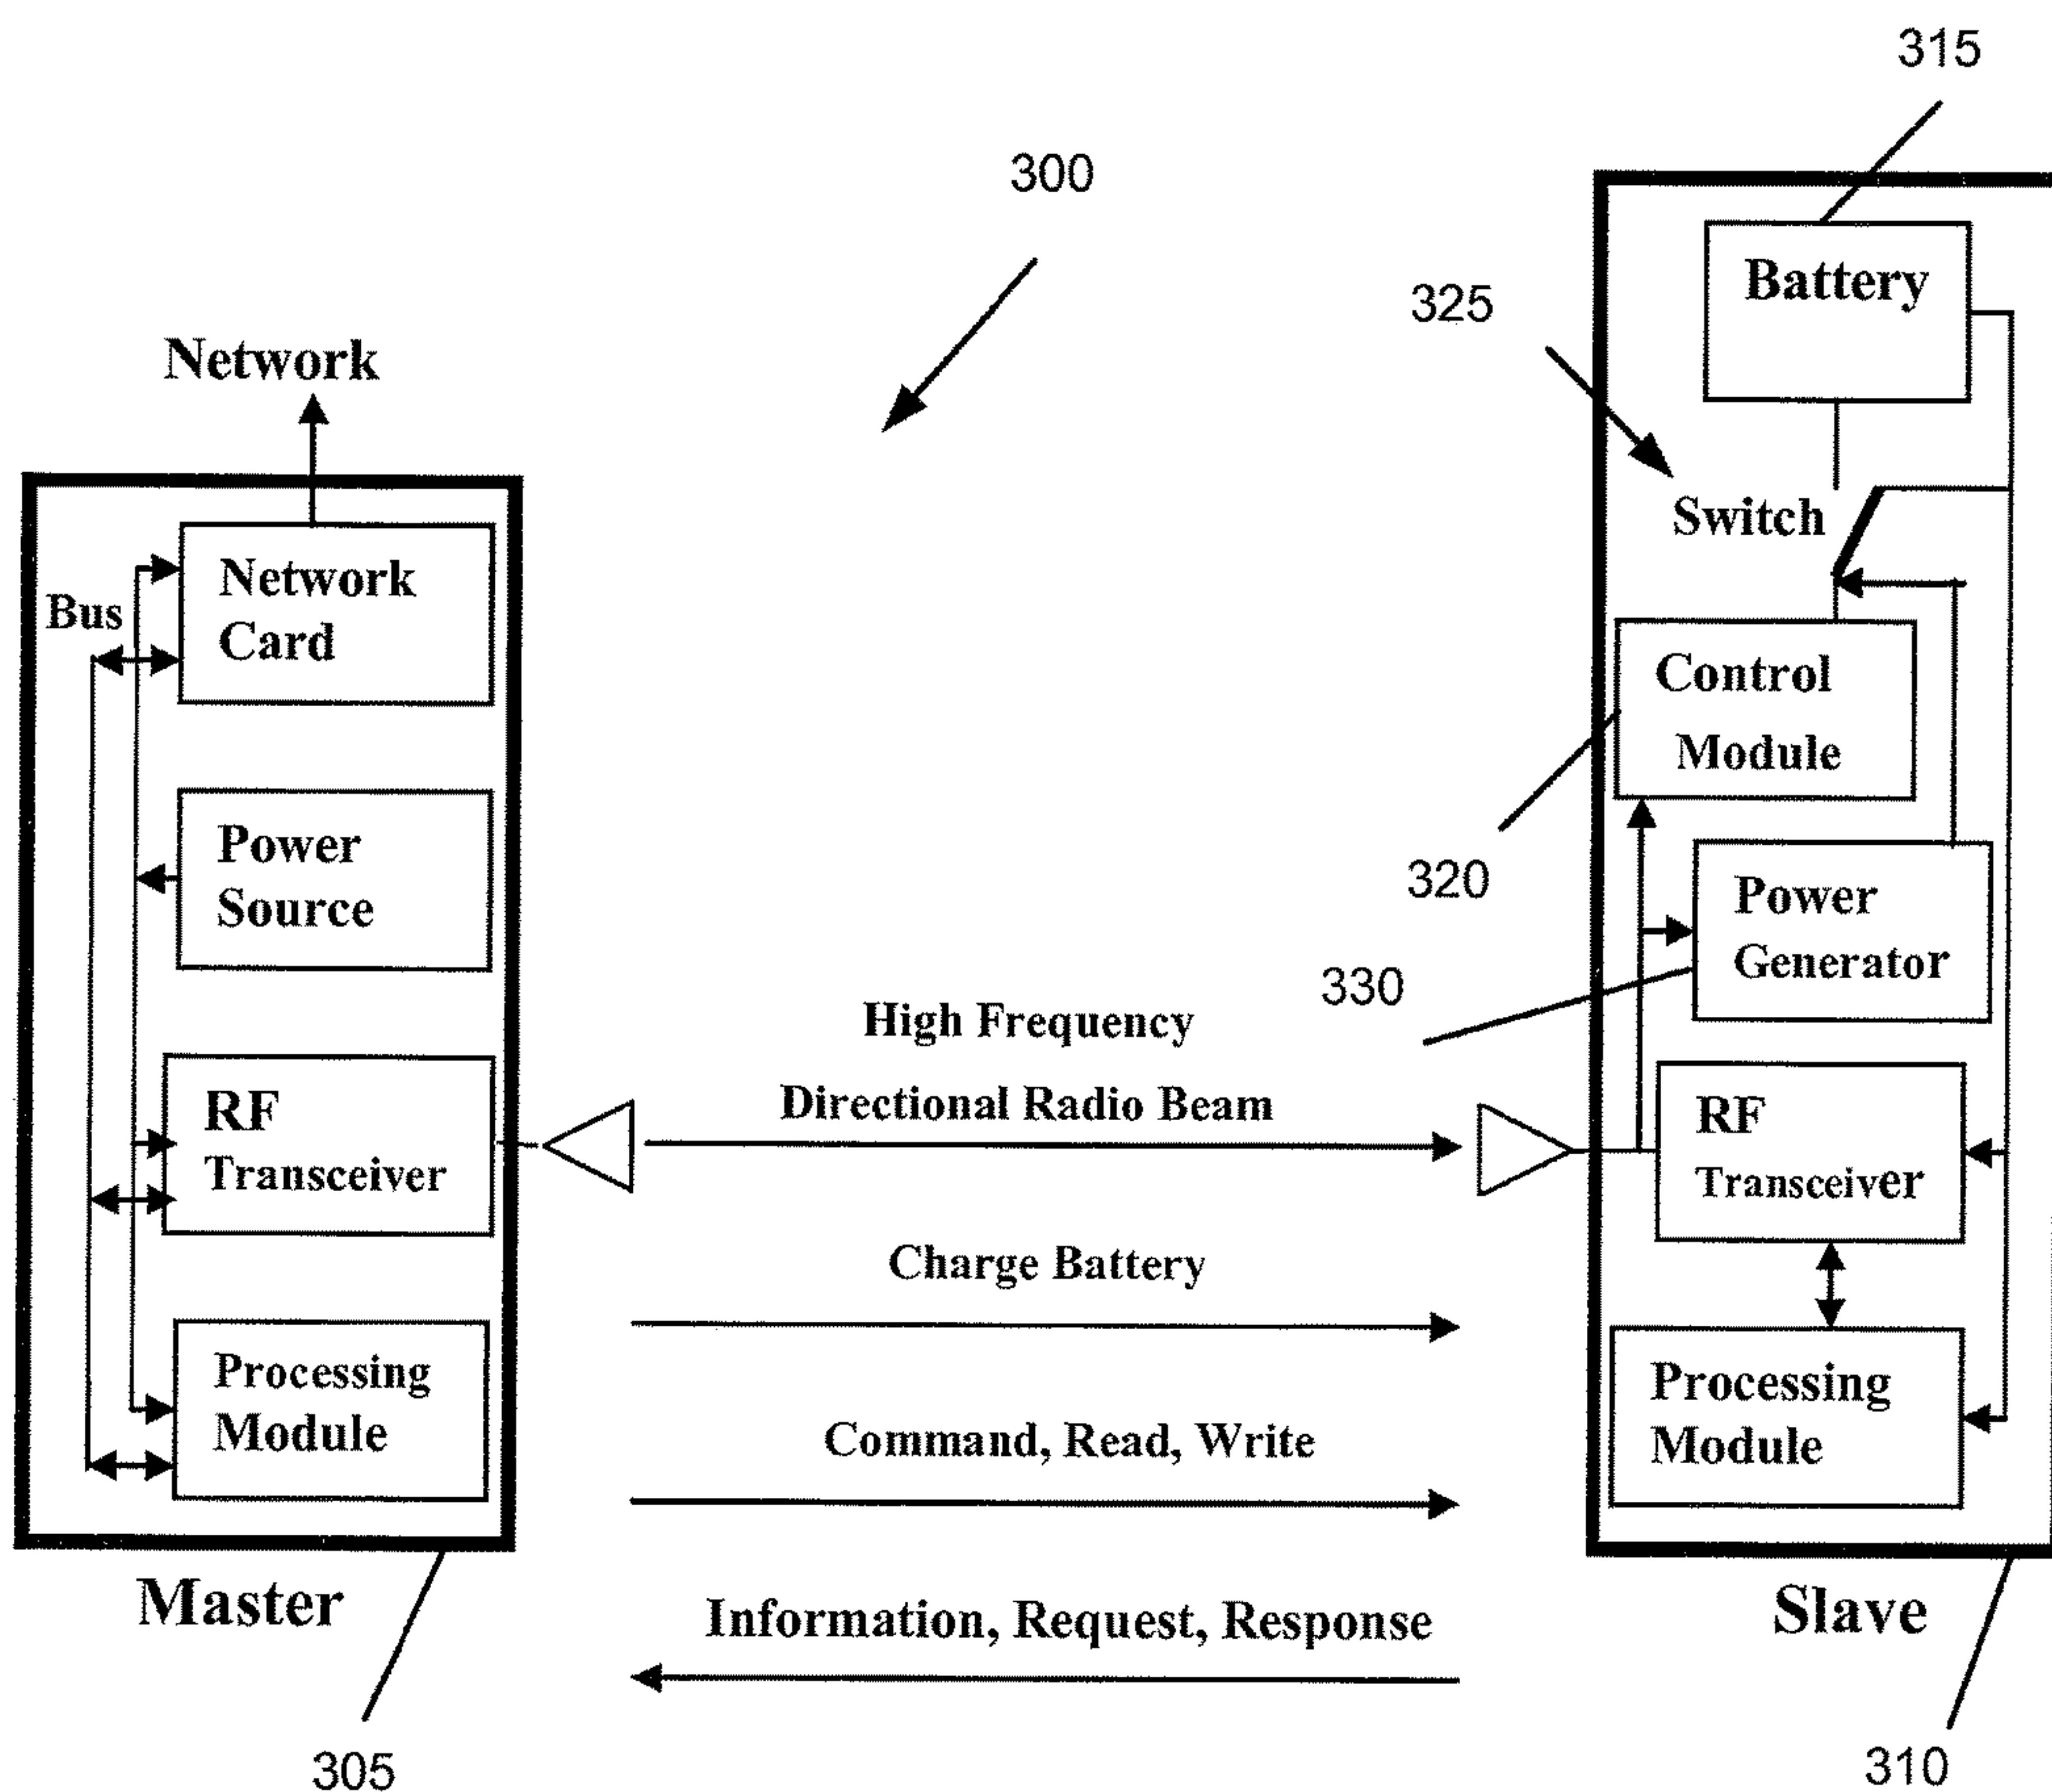 315
300
Battery
325
Network
Switch
Network
Card
Bus
Control
Module
Power
Source
320
Power
Generator
330
High Frequency
Directional Radio Beam
RF
Transceiver
RF
Transceiver
Charge Battery
Processing
Module
Processing
Module
Command, Read, Write
Master
Slave
Information, Request, Response
305
310